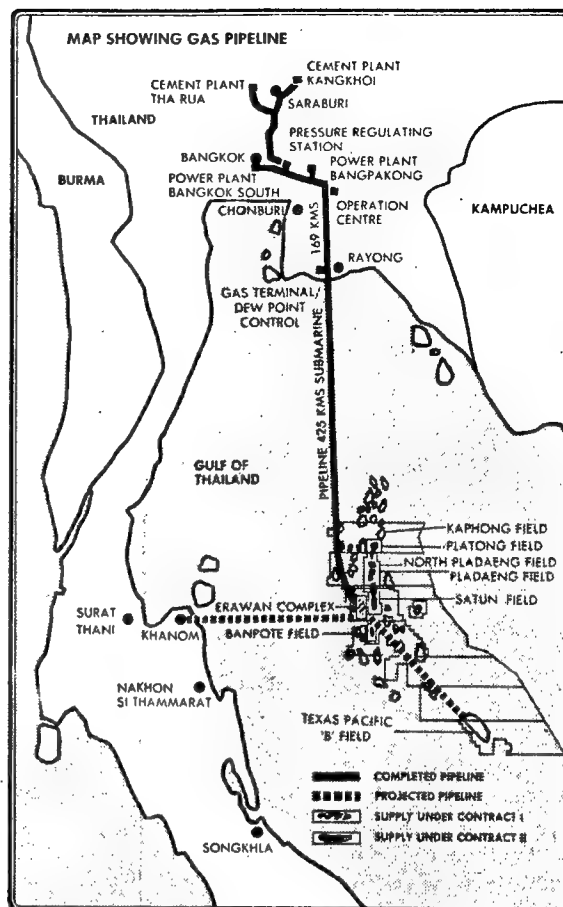 MAP SHOWING GAS PIPELINE
CEMENT PLANT
KANGKHOI
CEMENT PLANT
THA RUA
SARABURI
THAILAND
PRESSURE REGULATING
STATION
BANGKOK
POWER PLANT
BANGPAKONG
BURMA
POWER PLANT
BANGKOK SOUTH
OPERATION
CENTRE
CHONBURI
KAMPUCHEA
169 KMS
RAYONG
GAS TERMINAL/
DEW POINT
CONTROL
PIPELINE 425 KMS SUBMARINE
GULF OF
THAILAND
KAPHONG FIELD
PLATONG FIELD
NORTH PLADAENG FIELD
PLADAENG FIELD
ERAWAN COMPLEX
SATUN FIELD
SURAT
THANI
KHANOM
BANPOTE FIELD
NAKHON
SI THAMMARAT
TEXAS PACIFIC
'B' FIELD
COMPLETED PIPELINE
PROJECTED PIPELINE
SUPPLY UNDER CONTRACT I
SUPPLY UNDER CONTRACT II
SONGKHLA